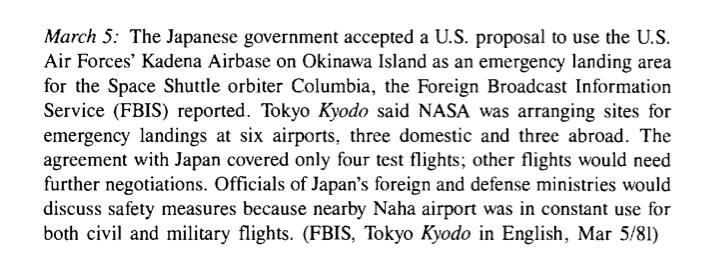 March 5: The Japanese government accepted a U.S. proposal to use the U.S.
Air Forces' Kadena Airbase on Okinawa Island as an emergency landing area
for the Space Shuttle orbiter Columbia, the Foreign Broadcast Information
Service (FBIS) reported. Tokyo Kyodo said NASA was arranging sites for
emergency landings at six airports, three domestic and three abroad. The
agreement with Japan covered only four test flights; other flights would need
further negotiations. Officials of Japan's foreign and defense ministries would
discuss safety measures because nearby Naha airport was in constant use for
both civil and military flights. (FBIS, Tokyo Kyodo in English, Mar 5/81)